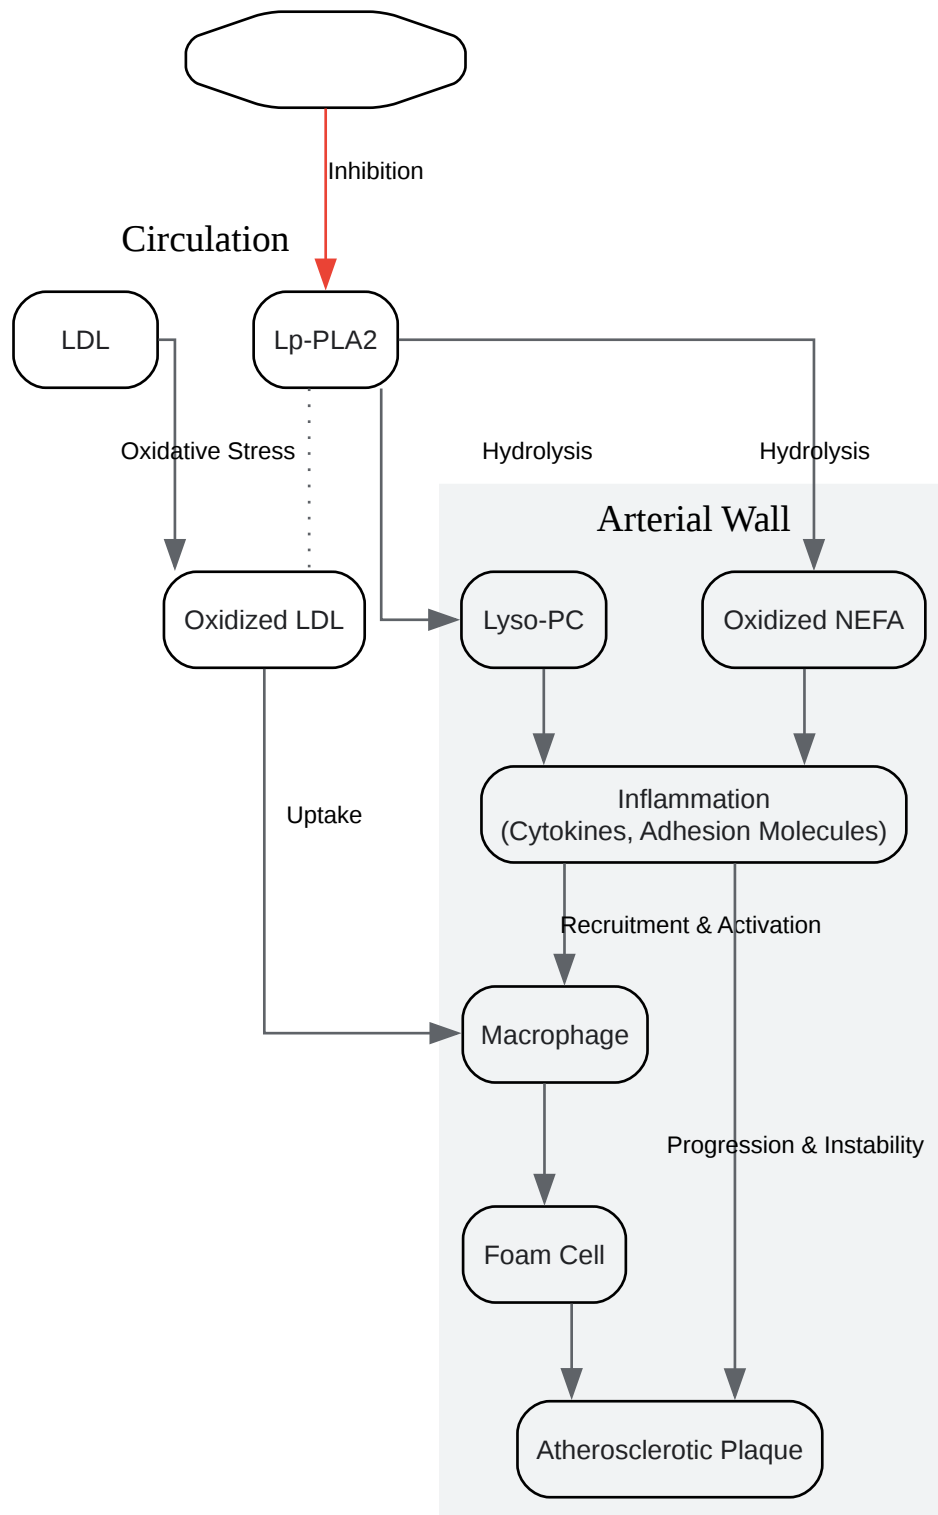 Inhibition
Circulation
LDL
Lp-PLA2
Oxidative Stress
Hydrolysis
Hydrolysis
Arterial Wall
Oxidized LDL
Lyso-PC
Oxidized NEFA
Inflammation
(Cytokines, Adhesion Molecules)
Uptake
Recruitment & Activation
Macrophage
Progression & Instability
Foam Cell
Atherosclerotic Plaque